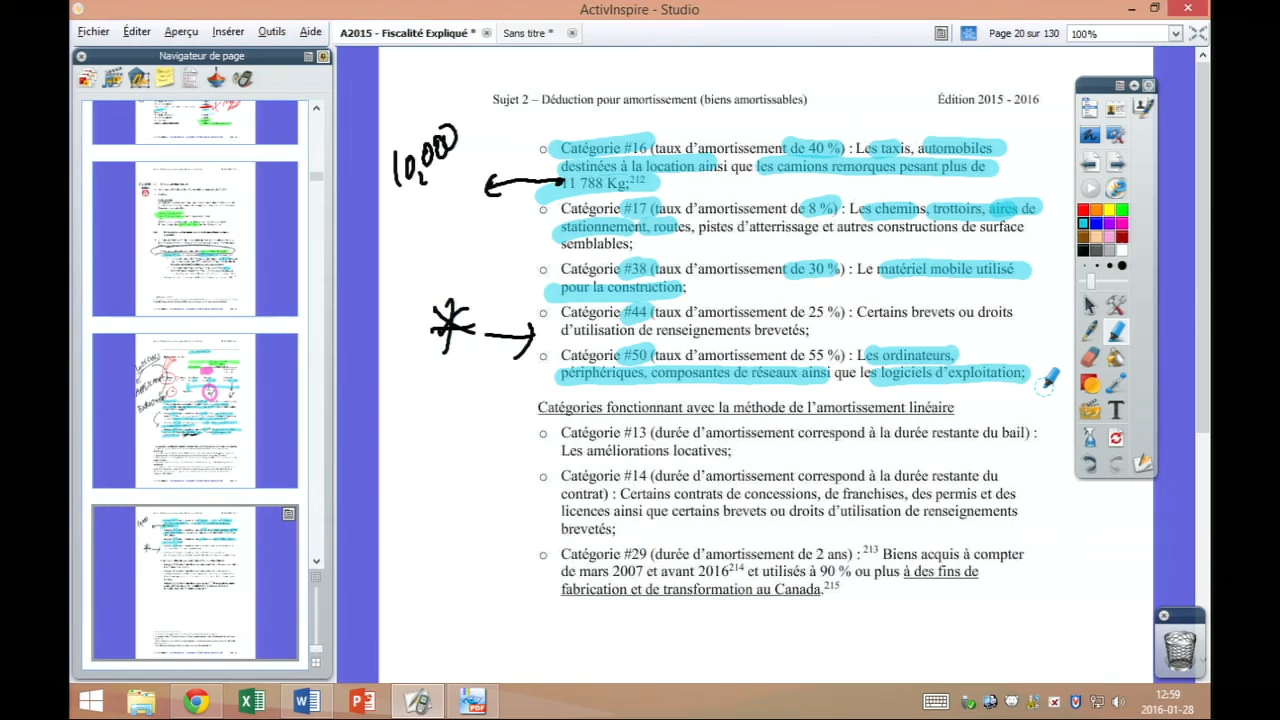 ActivInspire - Studio
Fichier Éditer Aperçu Insérer Outils Aide
A2015 - Fiscalité Expliqué * Sans titre *
Page 20 sur 130 100%
Navigateur de page
Sujet 2 – Déduction pour amortissement (biens amortissables) Édition 2015 - 2016
10,000
o Catégorie #16 (taux d’amortissement de 40 %) : Les taxis, automobiles
destinées à la location ainsi que les camions remarques pesant plus de
11 788 Kg;
o Catégorie #17 (taux d’amortissement de 8 %) : Les chemins, trottoirs, aires de
stationnement, pistes d’atterrissage et autres constructions de surface
semblables;
o Catégorie (taux d’amortissement de 30 %) : Le matériel mobile utilisé
pour la construction;
o Catégorie #44 (taux d’amortissement de 25 %) : Certains brevets ou droits
d’utilisation de renseignements brevetés;
o Catégorie #50 (taux d’amortissement de 55 %) : Les ordinateurs,
périphériques, composantes de réseaux ainsi que les logiciels d’exploitation;
Catégories fonctionnant avec la méthode de l’amortissement linéaire
o Catégorie #13 (durée d’amortissement correspond à la durée restante du bail) :
Les améliorations locatives;
o Catégorie #14 (durée d’amortissement correspond à la durée restante du
contrat) : Certains contrats de concessions, de franchises, des permis et des
licences ainsi que certains brevets ou droits d’utilisation de renseignements
brevetés;
o Catégorie #29 (durée d’amortissement de 2 ans) : 213 Biens acquis à compter
de mars 2007 et avant 2016214 et utilisés à 90 % ou plus à des fins de
fabrication et de transformation au Canada.215
12:59
2016-01-28